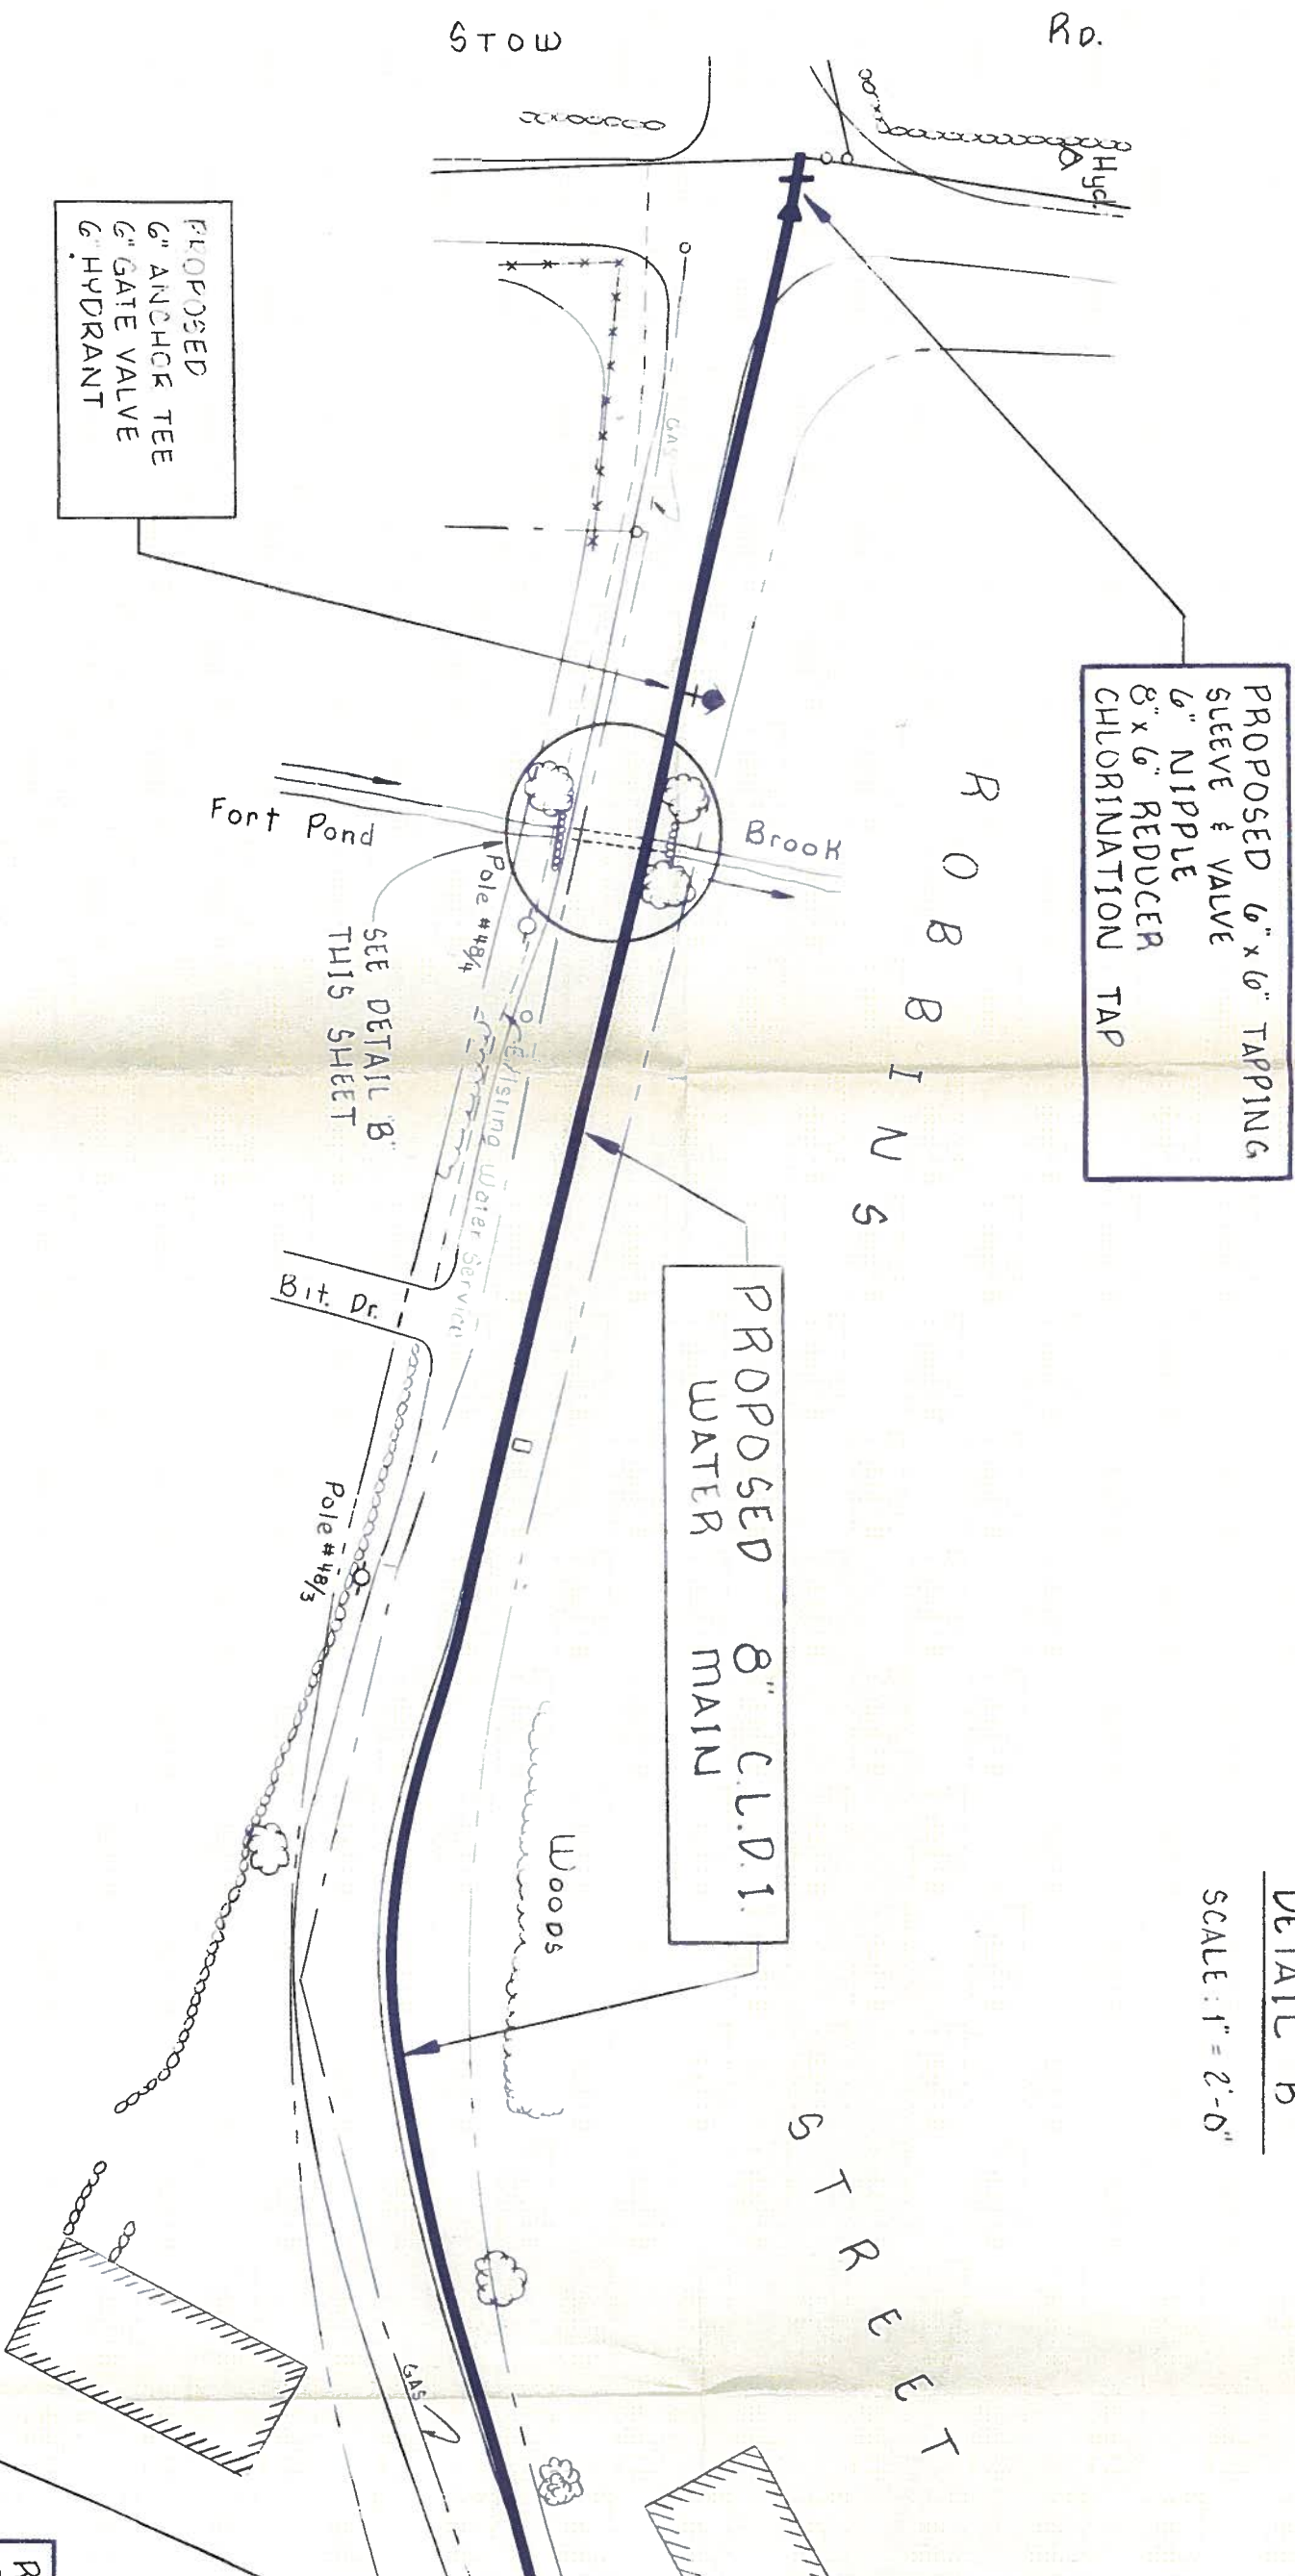 STOW
RD.
Hyd.
PROPOSED 6" x 6" TAPPING
SLEEVE & VALVE
6" NIPPLE
8" x 6" REDUCER
CHLORINATION TAP
PROPOSED
6" ANCHOR TEE
6" GATE VALVE
6" HYDRANT
GAS
ROBBINS
STREET
Fort Pond
Brook
Pole #48/4
SEE DETAIL "B"
THIS SHEET
Existing Water Service
Bit. Dr.
Pole #48/3
PROPOSED 8" C.L.D.I.
WATER MAIN
Woods
DETAIL B
SCALE: 1" = 2'-0"
GAS